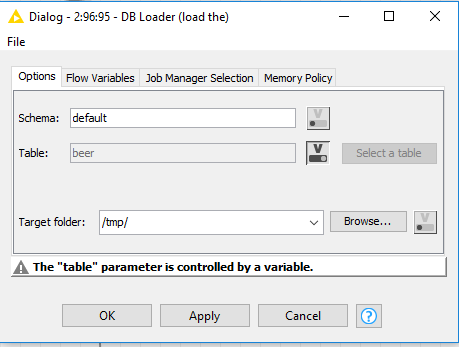 Dialog - 2:96:95 - DB Loader (load the)
File
Options Flow Variables Job Manager Selection Memory Policy
Schema: default V
Table: beer V Select a table
Target folder: /tmp/ Browse... V
The "table" parameter is controlled by a variable.
OK Apply Cancel ?